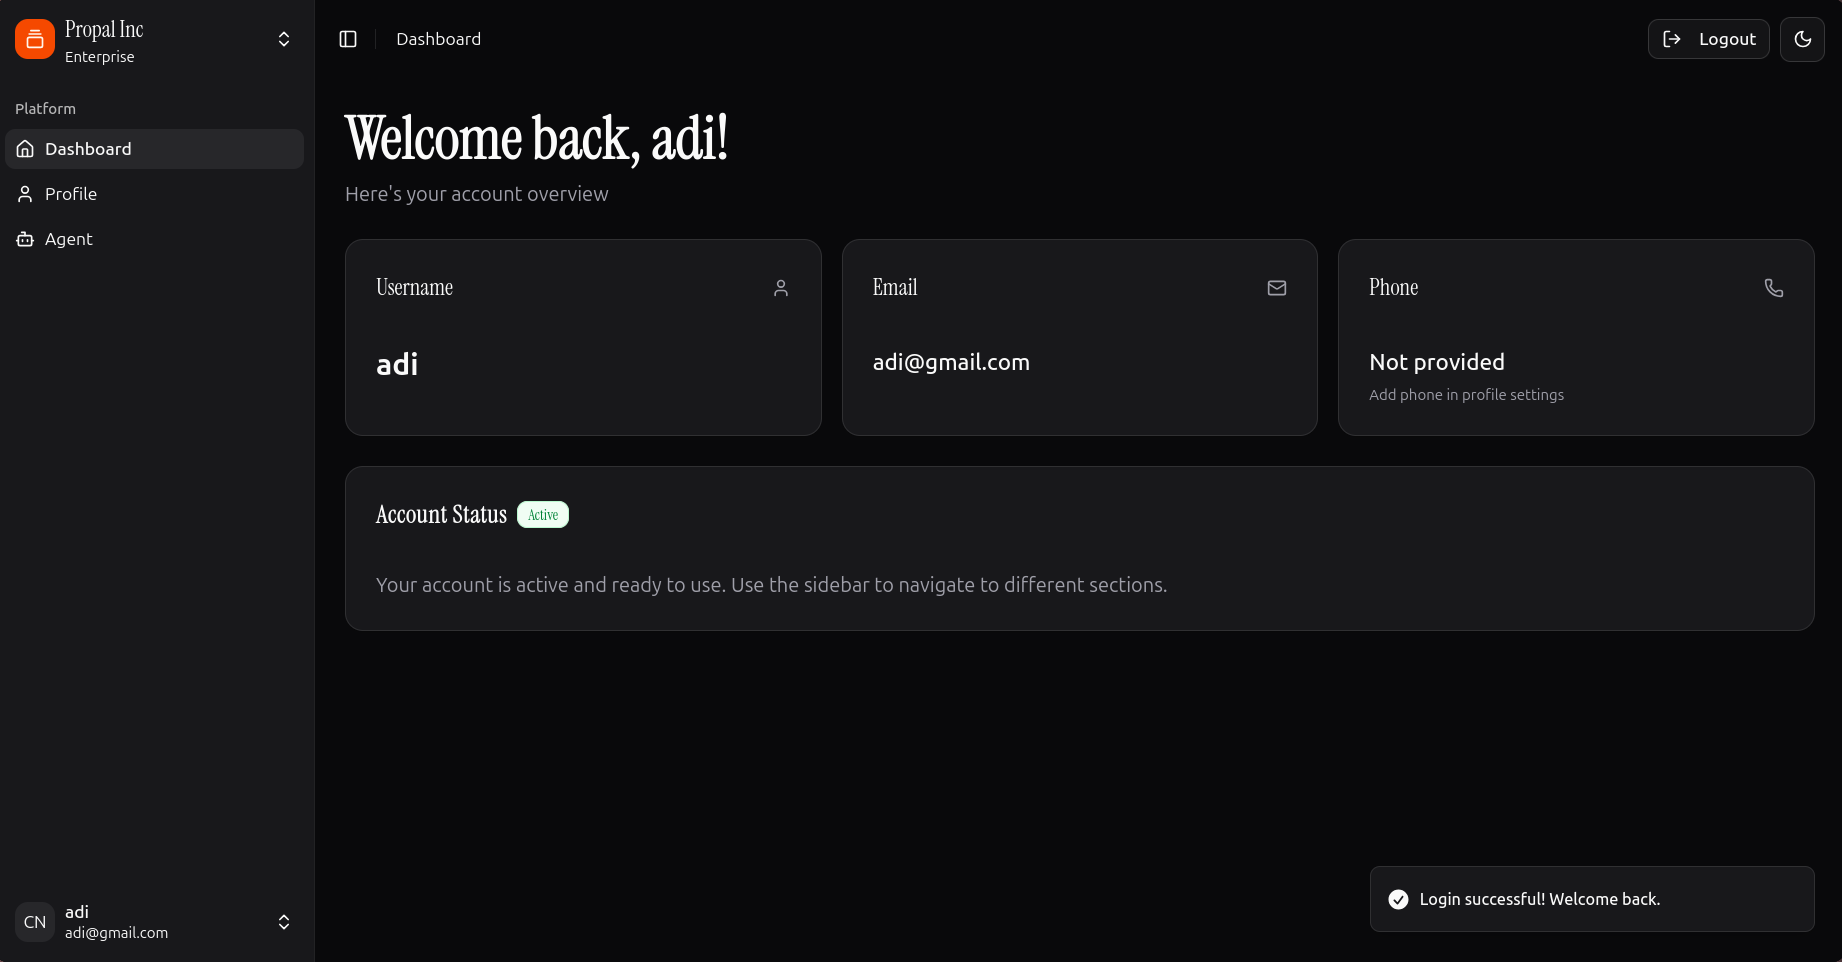 Propal Inc
Enterprise
Platform
Dashboard
Profile
Agent
Dashboard
Logout
Welcome back, adi!
Here's your account overview
Username
adi
Email
adi@gmail.com
Phone
Not provided
Add phone in profile settings
Account Status Active
Your account is active and ready to use. Use the sidebar to navigate to different sections.
CN
adi
adi@gmail.com
Login successful! Welcome back.